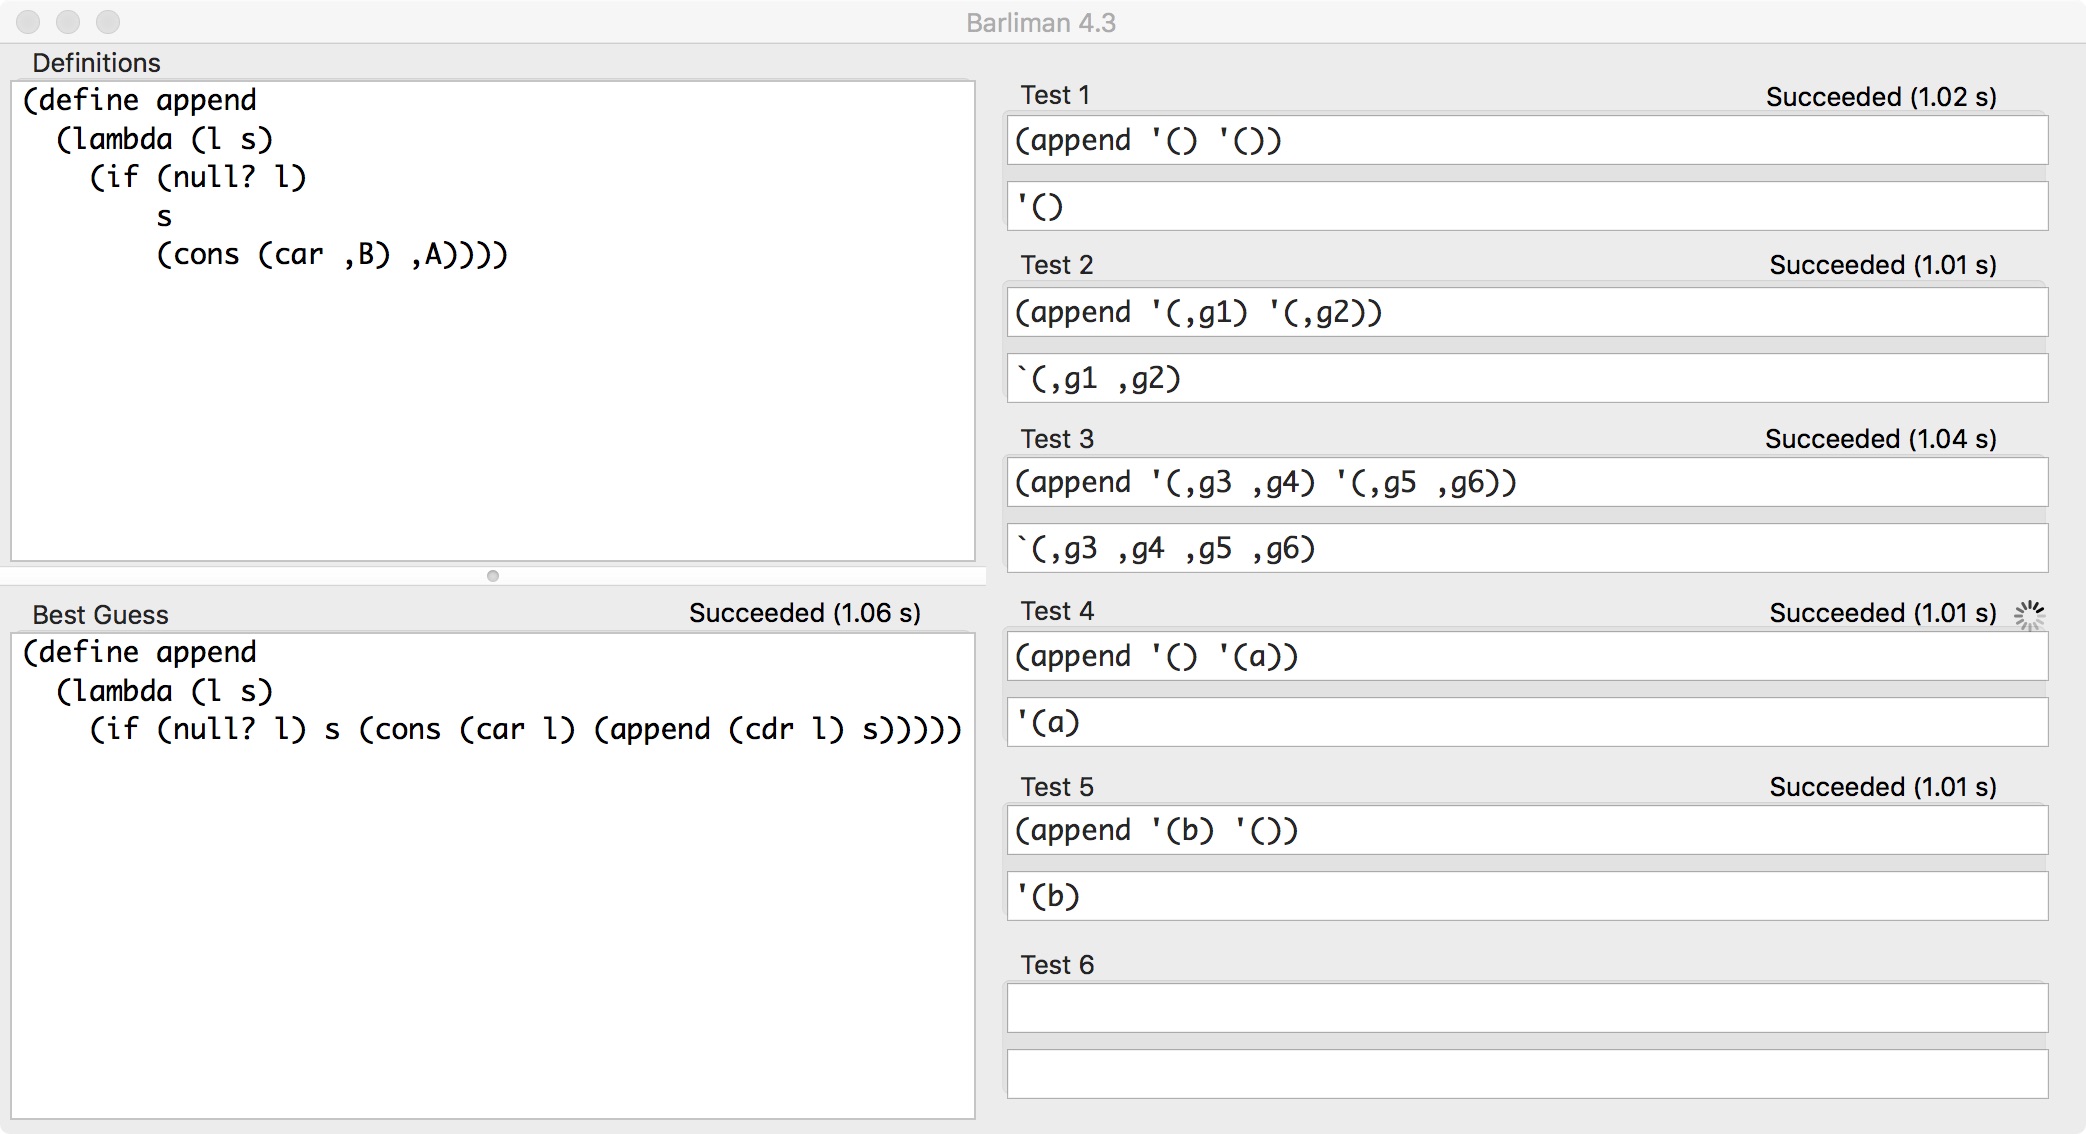 Barliman 4.3
Definitions
(define append
  (lambda (l s)
    (if (null? l)
        s
        (cons (car ,B) ,A))))
Best Guess
Succeeded (1.06 s)
(define append
  (lambda (l s)
    (if (null? l) s (cons (car l) (append (cdr l) s)))))
Test 1
Succeeded (1.02 s)
(append '() '())
'()
Test 2
Succeeded (1.01 s)
(append '(,g1) '(,g2))
`(,g1 ,g2)
Test 3
Succeeded (1.04 s)
(append '(,g3 ,g4) '(,g5 ,g6))
`(,g3 ,g4 ,g5 ,g6)
Test 4
Succeeded (1.01 s)
(append '() '(a))
'(a)
Test 5
Succeeded (1.01 s)
(append '(b) '())
'(b)
Test 6